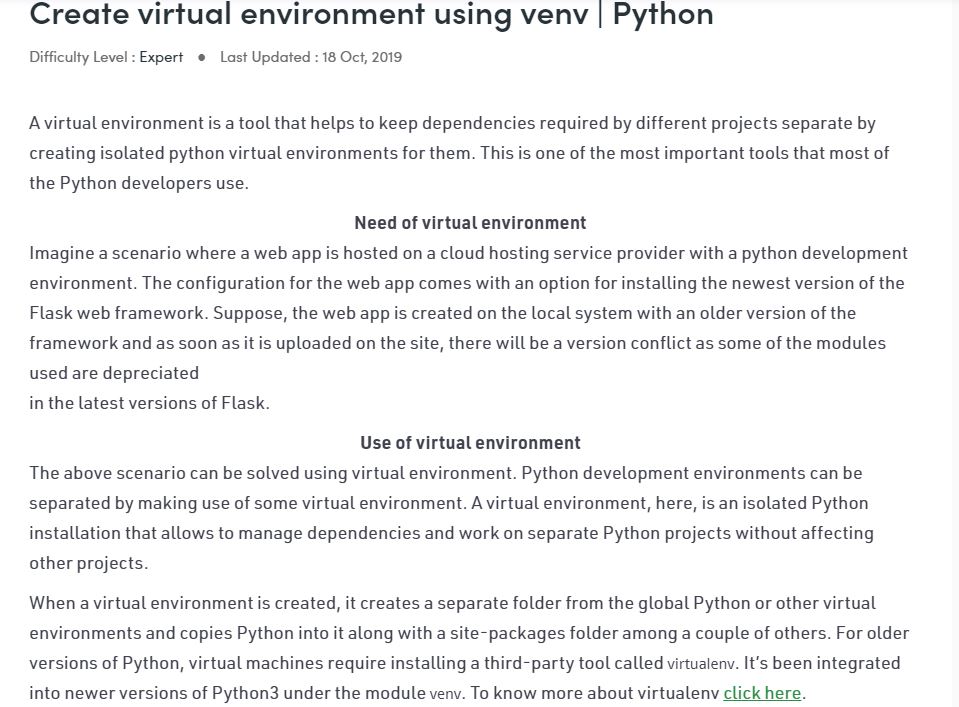 Create virtual environment using venv | Python
Difficulty Level : Expert ● Last Updated : 18 Oct, 2019
A virtual environment is a tool that helps to keep dependencies required by different projects separate by
creating isolated python virtual environments for them. This is one of the most important tools that most of
the Python developers use.
Need of virtual environment
Imagine a scenario where a web app is hosted on a cloud hosting service provider with a python development
environment. The configuration for the web app comes with an option for installing the newest version of the
Flask web framework. Suppose, the web app is created on the local system with an older version of the
framework and as soon as it is uploaded on the site, there will be a version conflict as some of the modules
used are depreciated
in the latest versions of Flask.
Use of virtual environment
The above scenario can be solved using virtual environment. Python development environments can be
separated by making use of some virtual environment. A virtual environment, here, is an isolated Python
installation that allows to manage dependencies and work on separate Python projects without affecting
other projects.
When a virtual environment is created, it creates a separate folder from the global Python or other virtual
environments and copies Python into it along with a site-packages folder among a couple of others. For older
versions of Python, virtual machines require installing a third-party tool called virtualenv. It’s been integrated
into newer versions of Python3 under the module venv. To know more about virtualenv click here.